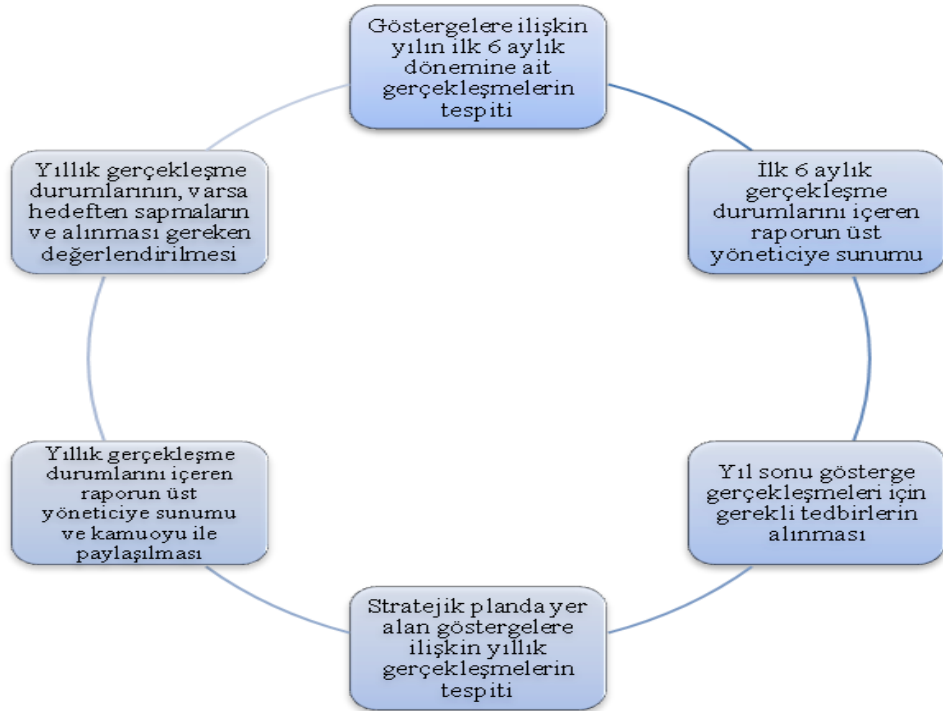 Göstergelere ilişkin
yılın ilk 6 aylık
dönemine ait
gerçekleşmelerin
tespiti
İlk 6 aylık
gerçekleşme
durumlarını içeren
raporun üst
yöneticiye sunumu
Yıl sonu gösterge
gerçekleşmeleri için
gerekli tedbirlerin
alınması
Stratejik planda yer
alan göstergelere
ilişkin yıllık
gerçekleşmelerin
tespiti
Yıllık gerçekleşme
durumlarını içeren
raporun üst
yöneticiye sunumu
ve kamuoyu ile
paylaşılması
Yıllık gerçekleşme
durumlarının, varsa
hedeften sapmaların
ve alınması gereken
değerlendirilmesi